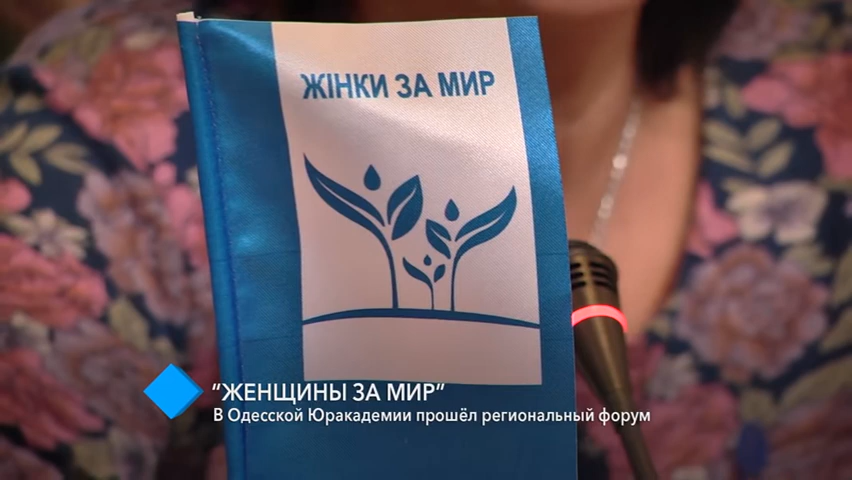 ЖІНКИ ЗА МИР
“ЖЕНЩИНЫ ЗА МИР”
В Одесской Юракадемии прошёл региональный форум